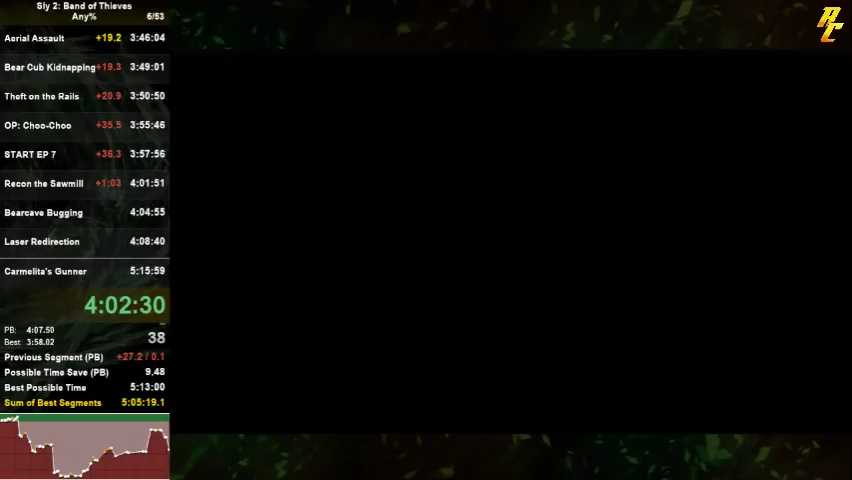 Sly 2: Band of Thieves
Any% 6/53
Aerial Assault +19.2 3:46:04
Bear Cub Kidnapping +19.3 3:49:01
Theft on the Rails +20.9 3:50:50
OP: Choo-Choo +35.5 3:55:46
START EP 7 +36.3 3:57:56
Recon the Sawmill +1:03 4:01:51
Bearcave Bugging 4:04:55
Laser Redirection 4:08:40
Carmelita's Gunner 5:15:59
4:02:30
PB: 4:07.50
Best: 3:58.02
38
Previous Segment (PB) +27.2 / 0.1
Possible Time Save (PB) 9.48
Best Possible Time 5:13:00
Sum of Best Segments 5:05:19.1